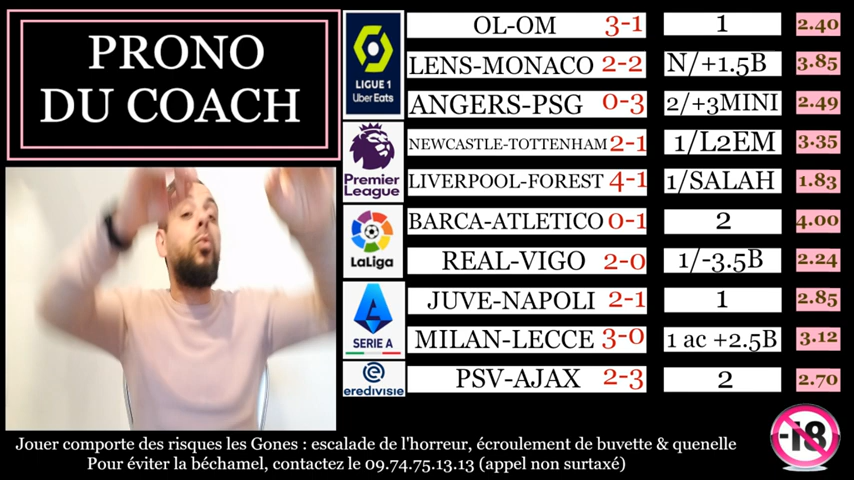 PRONO
DU COACH
LIGUE 1
Uber Eats
OL-OM 3-1 1 2.40
LENS-MONACO 2-2 N/+1.5B 3.85
ANGERS-PSG 0-3 2/+3MINI 2.49
Premier
League
NEWCASTLE-TOTTENHAM 2-1 1/L2EM 3.35
LIVERPOOL-FOREST 4-1 1/SALAH 1.83
LaLiga
BARCA-ATLETICO 0-1 2 4.00
REAL-VIGO 2-0 1/-3.5B 2.24
SERIE A
JUVE-NAPOLI 2-1 1 2.85
MILAN-LECCE 3-0 1 ac +2.5B 3.12
eredivisie
PSV-AJAX 2-3 2 2.70
Jouer comporte des risques les Gones : escalade de l'horreur, écroulement de buvette & quenelle
Pour éviter la béchamel, contactez le 09.74.75.13.13 (appel non surtaxé)
-18